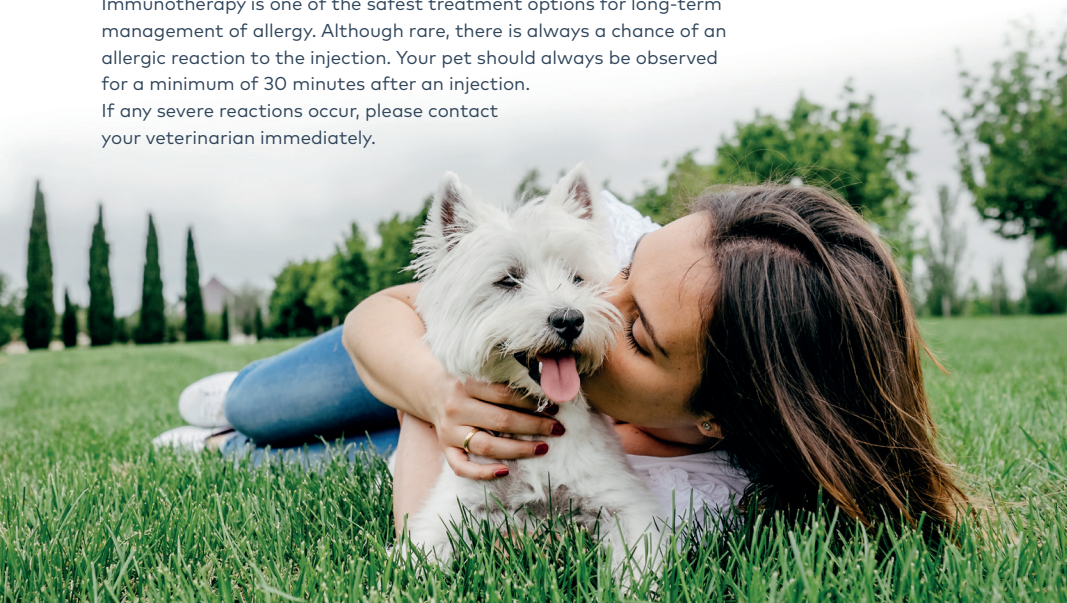 Immunotherapy is one of the safest treatment options for long-term
management of allergy. Although rare, there is always a chance of an
allergic reaction to the injection. Your pet should always be observed
for a minimum of 30 minutes after an injection.
If any severe reactions occur, please contact
your veterinarian immediately.